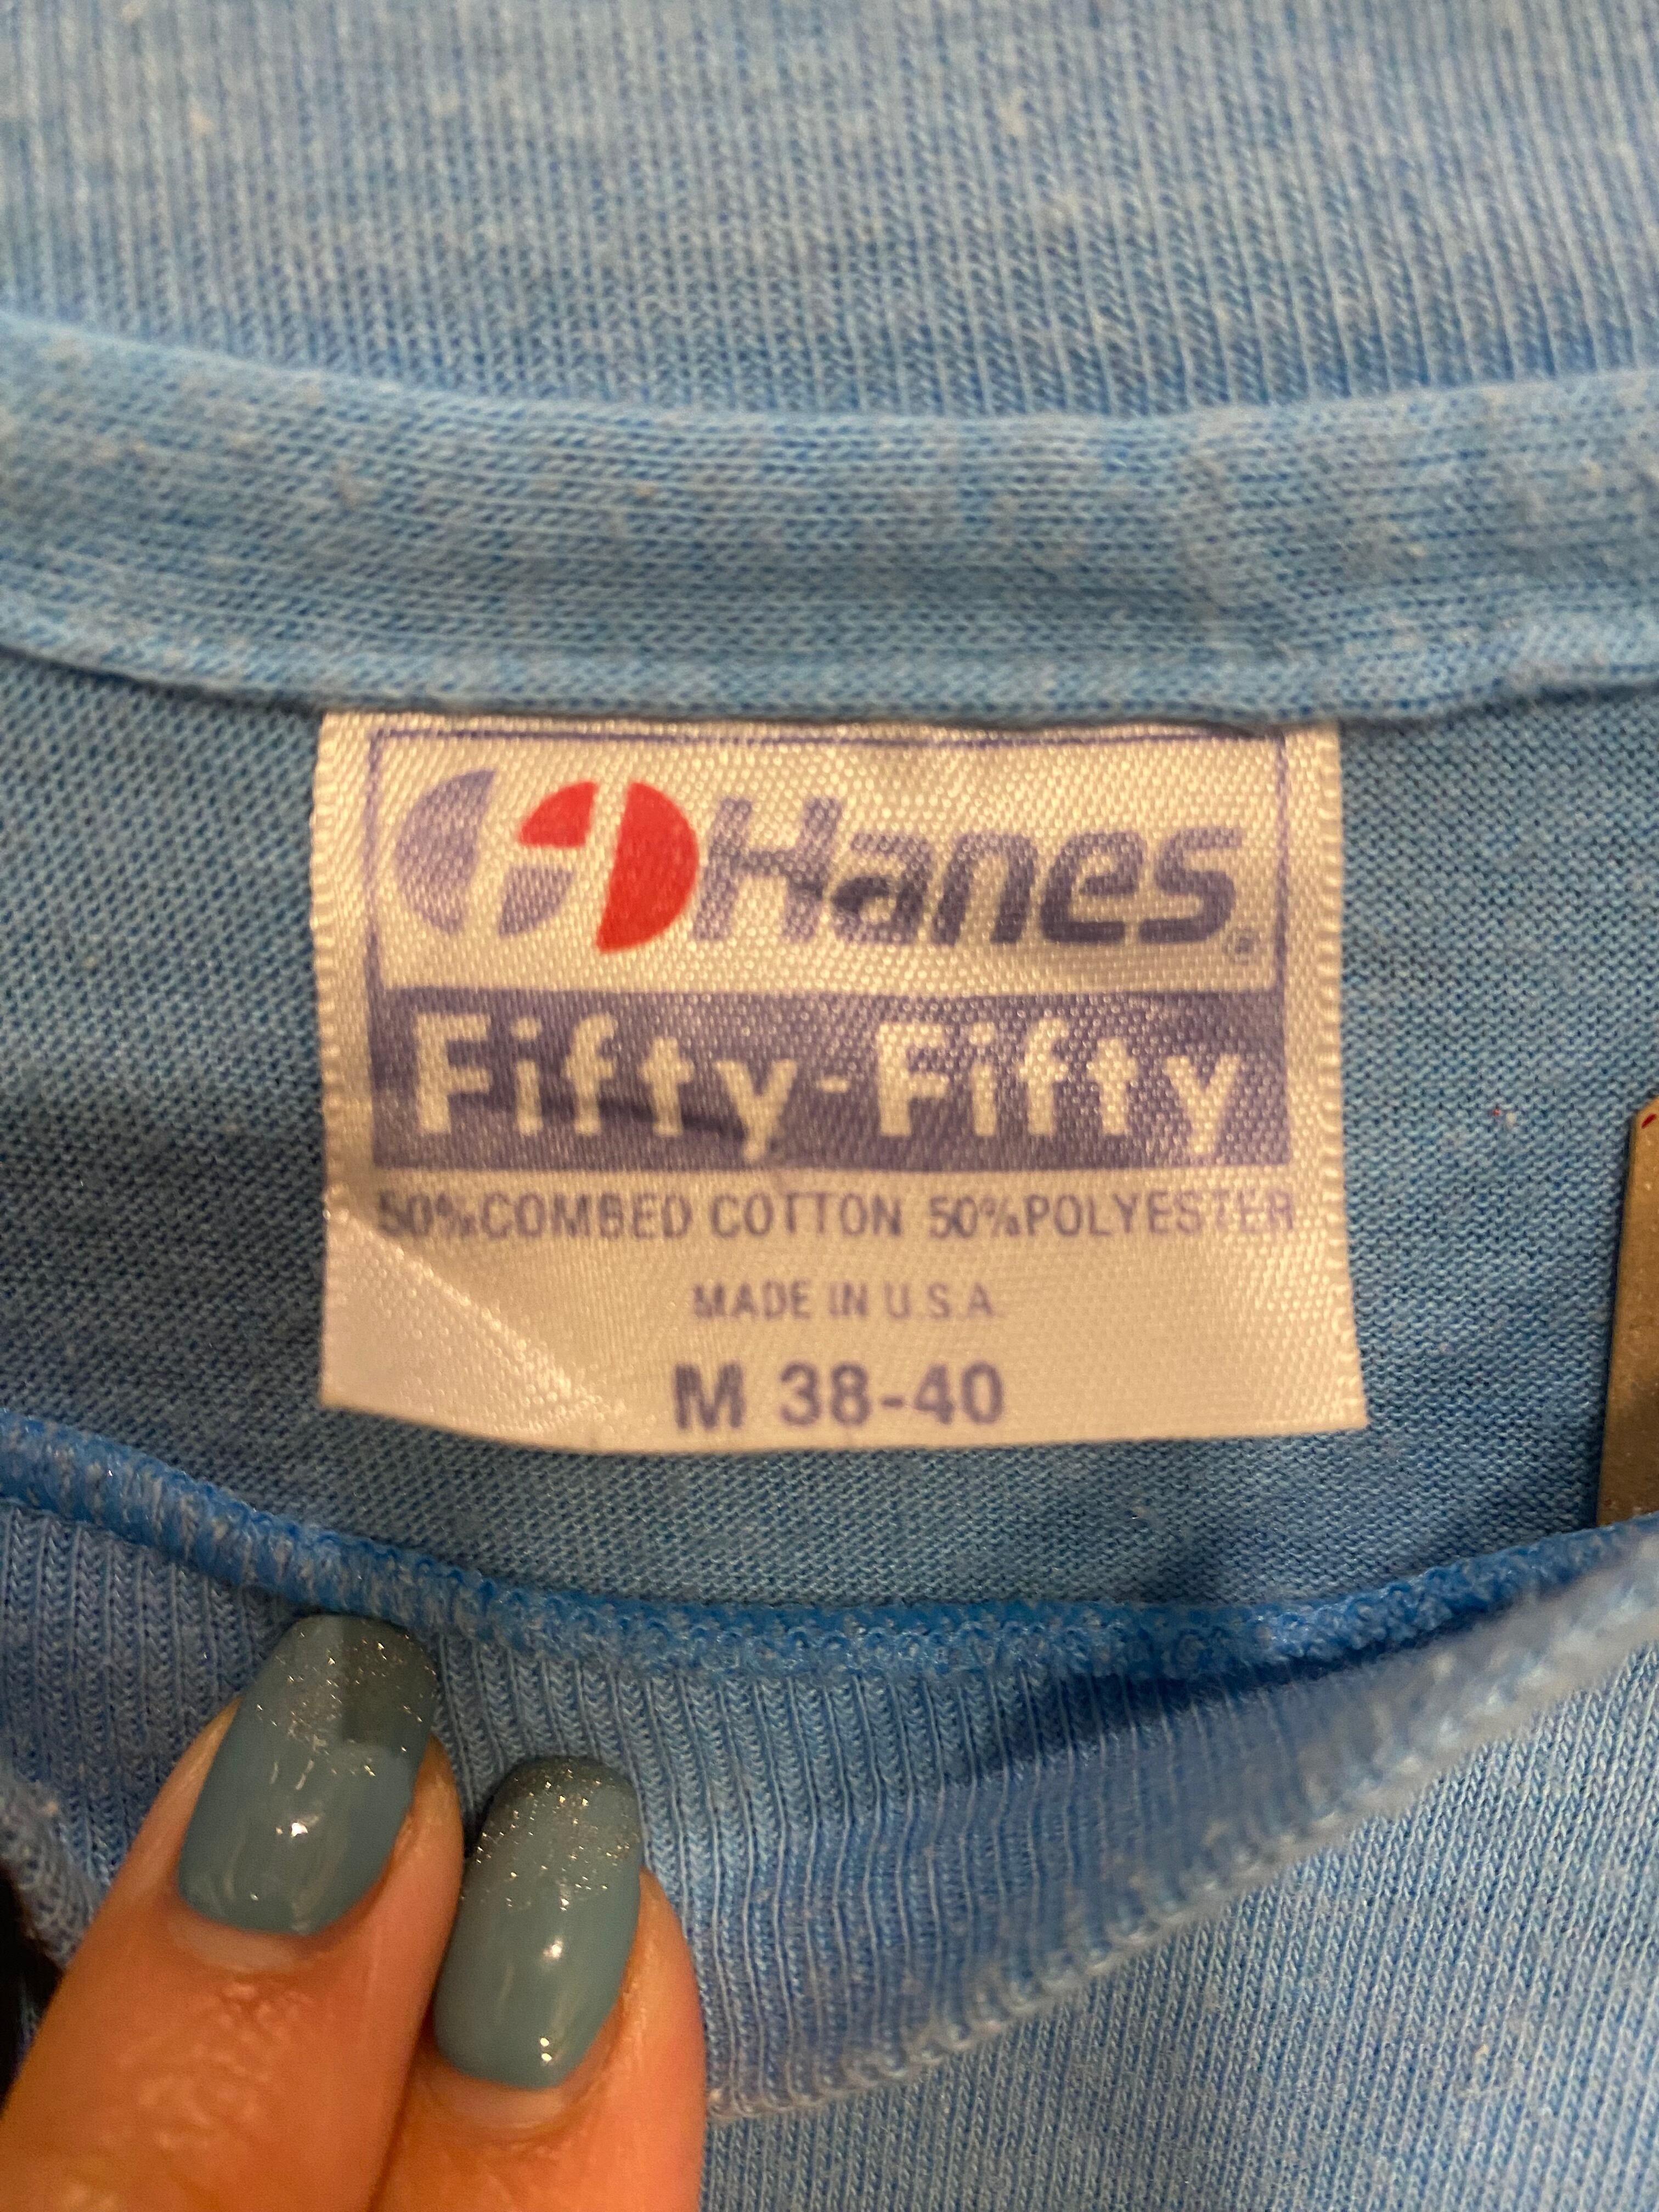 Hanes®
Fifty-Fifty
50% COMBED COTTON 50% POLYESTER
MADE IN U.S.A.
M 38-40